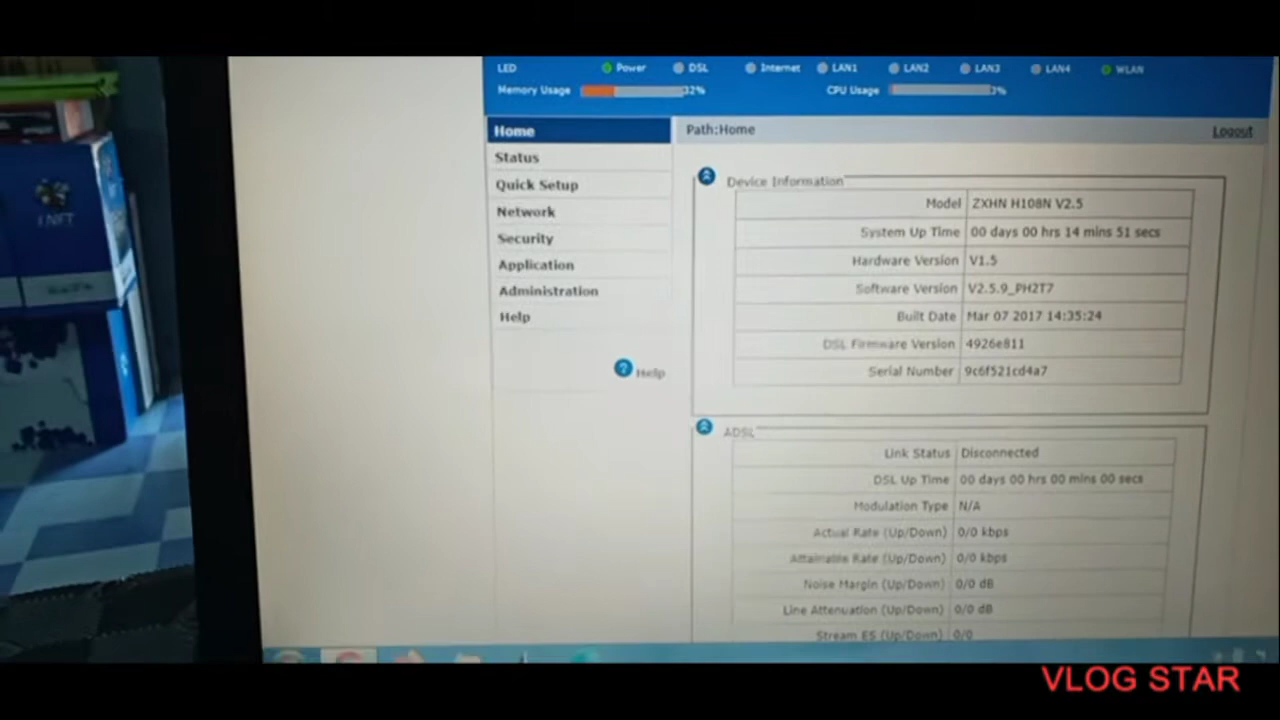 LED Power DSL Internet LAN1 LAN2 LAN3 LAN4 WLAN
Memory Usage 32% CPU Usage 3%
Home
Path:Home Logout
Status
Quick Setup
Network
Security
Application
Administration
Help
Help
Device Information
Model ZXHN H108N V2.5
System Up Time 00 days 00 hrs 14 mins 51 secs
Hardware Version V1.5
Software Version V2.5.9_PH2T7
Built Date Mar 07 2017 14:35:24
DSL Firmware Version 4926e811
Serial Number 9c6f521cd4a7
ADSL
Link Status Disconnected
DSL Up Time 00 days 00 hrs 00 mins 00 secs
Modulation Type N/A
Actual Rate (Up/Down) 0/0 kbps
Attainable Rate (Up/Down) 0/0 kbps
Noise Margin (Up/Down) 0/0 dB
Line Attenuation (Up/Down) 0/0 dB
Stream ES (Up/Down) 0/0
VLOG STAR